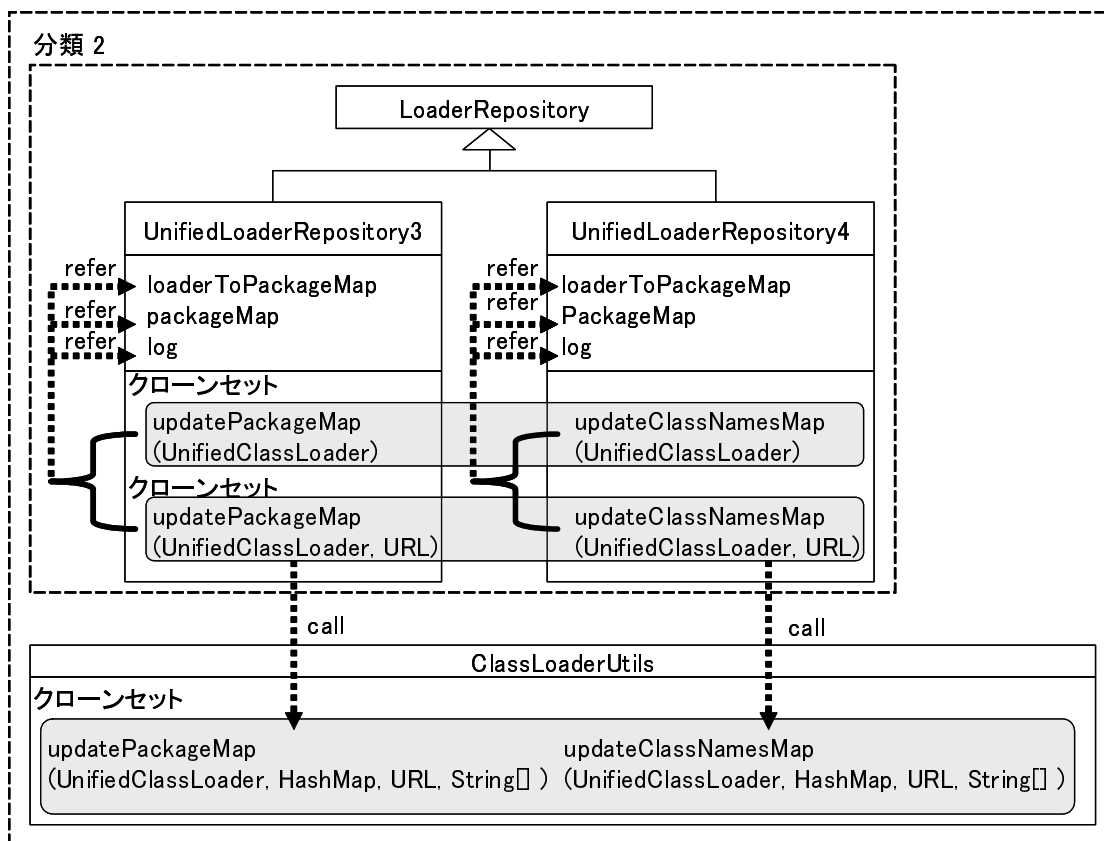 分類 2
LoaderRepository
UnifiedLoaderRepository3
refer
loaderToPackageMap
refer
packageMap
refer
log
クローンセット
updatePackageMap
(UnifiedClassLoader)
クローンセット
updatePackageMap
(UnifiedClassLoader, URL)
UnifiedLoaderRepository4
refer
loaderToPackageMap
refer
PackageMap
refer
log
updateClassNamesMap
(UnifiedClassLoader)
updateClassNamesMap
(UnifiedClassLoader, URL)
call
call
ClassLoaderUtils
クローンセット
updatePackageMap
(UnifiedClassLoader, HashMap, URL, String[] )
updateClassNamesMap
(UnifiedClassLoader, HashMap, URL, String[] )